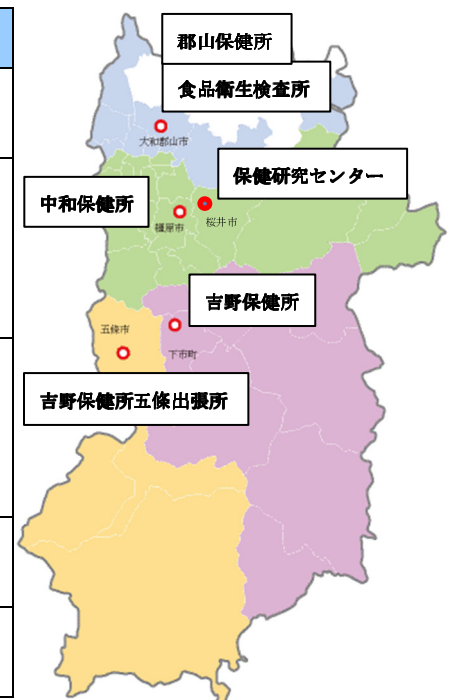 郡山保健所
食品衛生検査所
大和郡山市
保健研究センター
中和保健所
橿原市
桜井市
吉野保健所
五條市
下市町
吉野保健所五條出張所